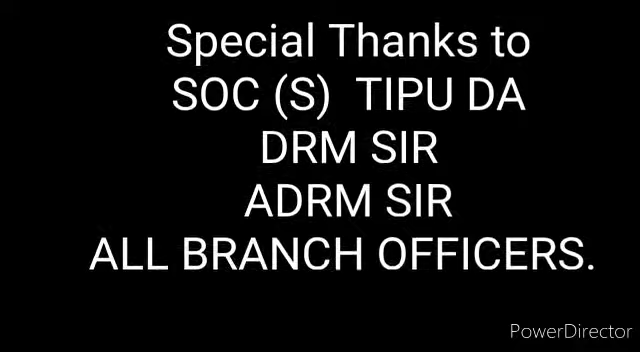 Special Thanks to
SOC (S) TIPU DA
DRM SIR
ADRM SIR
ALL BRANCH OFFICERS.
PowerDirector